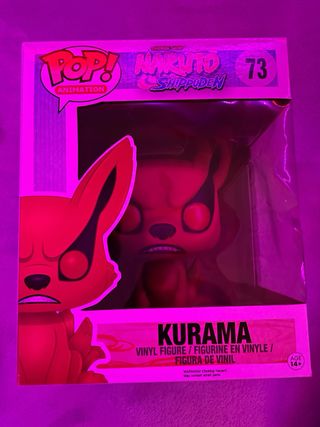 POP!
ANIMATION
NARUTO
SHIPPUDEN
73
KURAMA
VINYL FIGURE / FIGURINE EN VINYLE /
FIGURA DE VINIL
AGE
14+